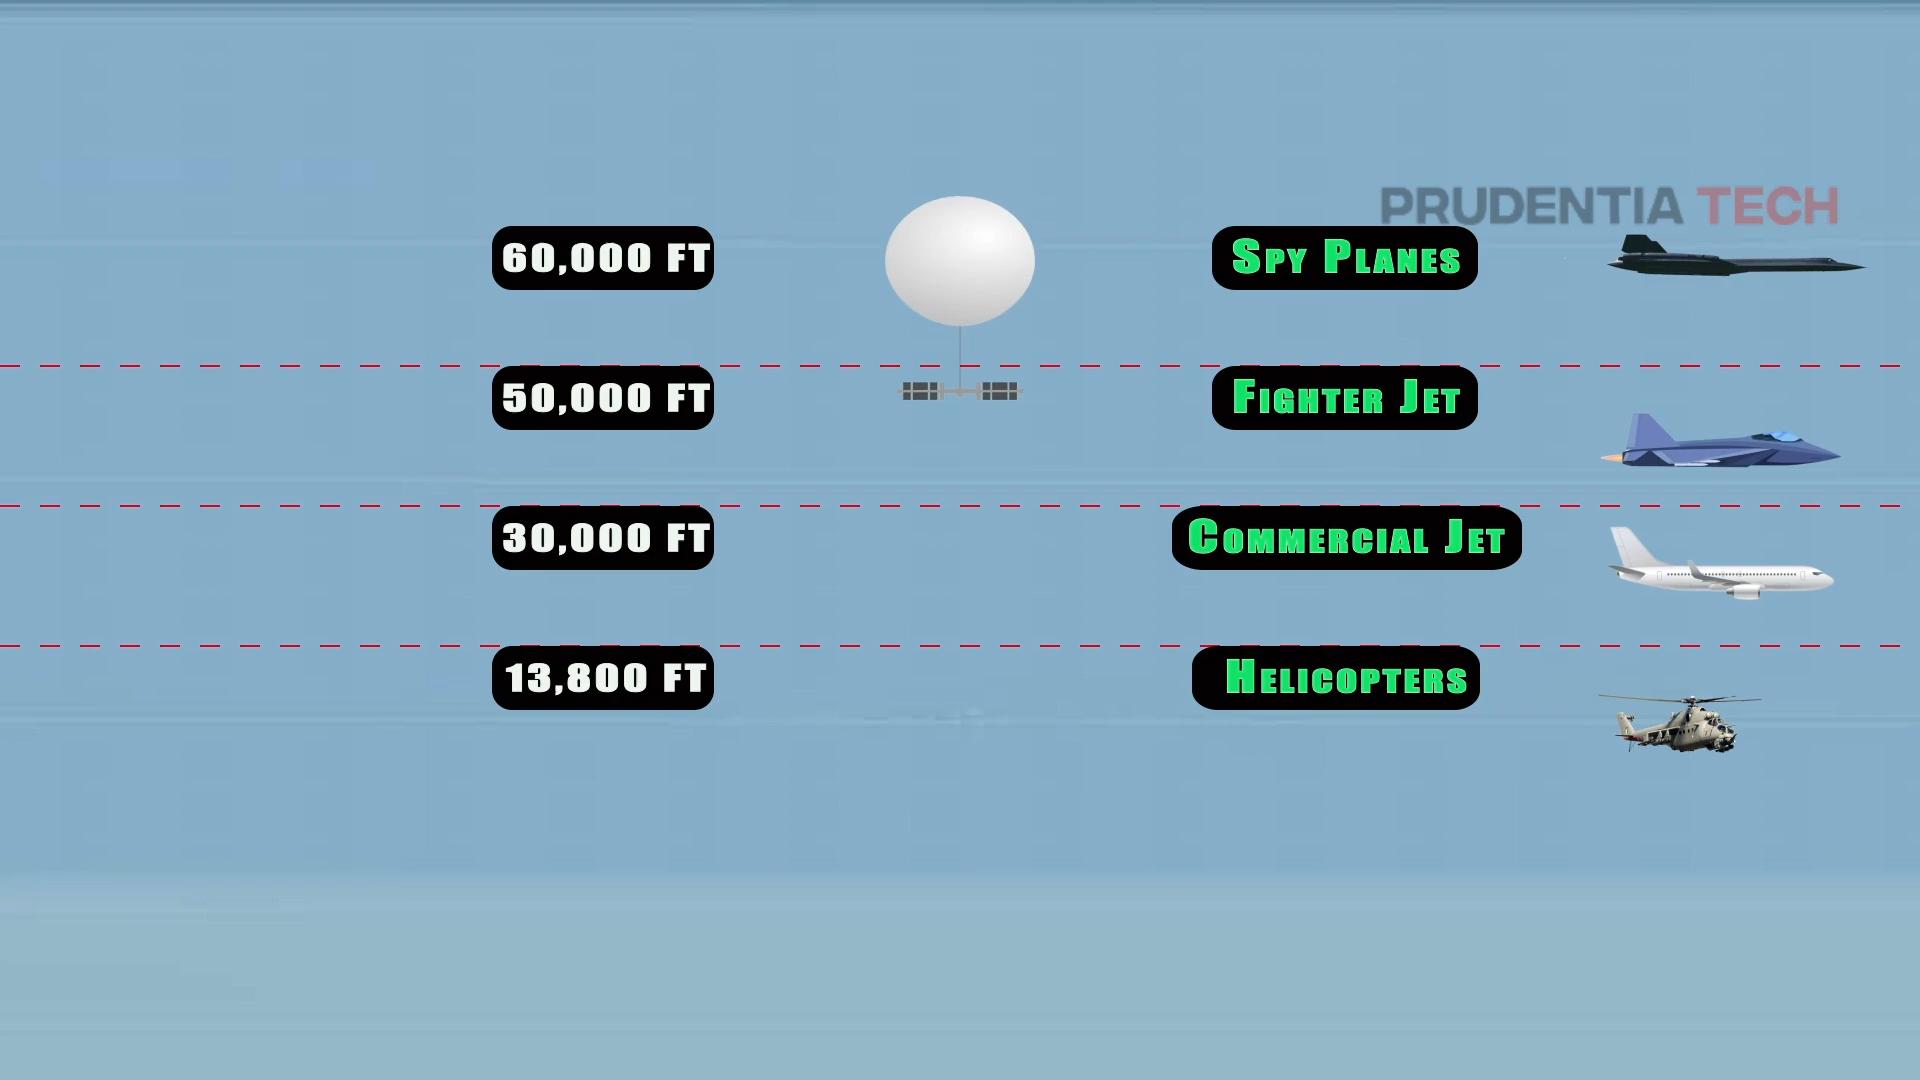 PRUDENTIA TECH
60,000 FT
Spy Planes
50,000 FT
Fighter Jet
30,000 FT
Commercial Jet
13,800 FT
Helicopters